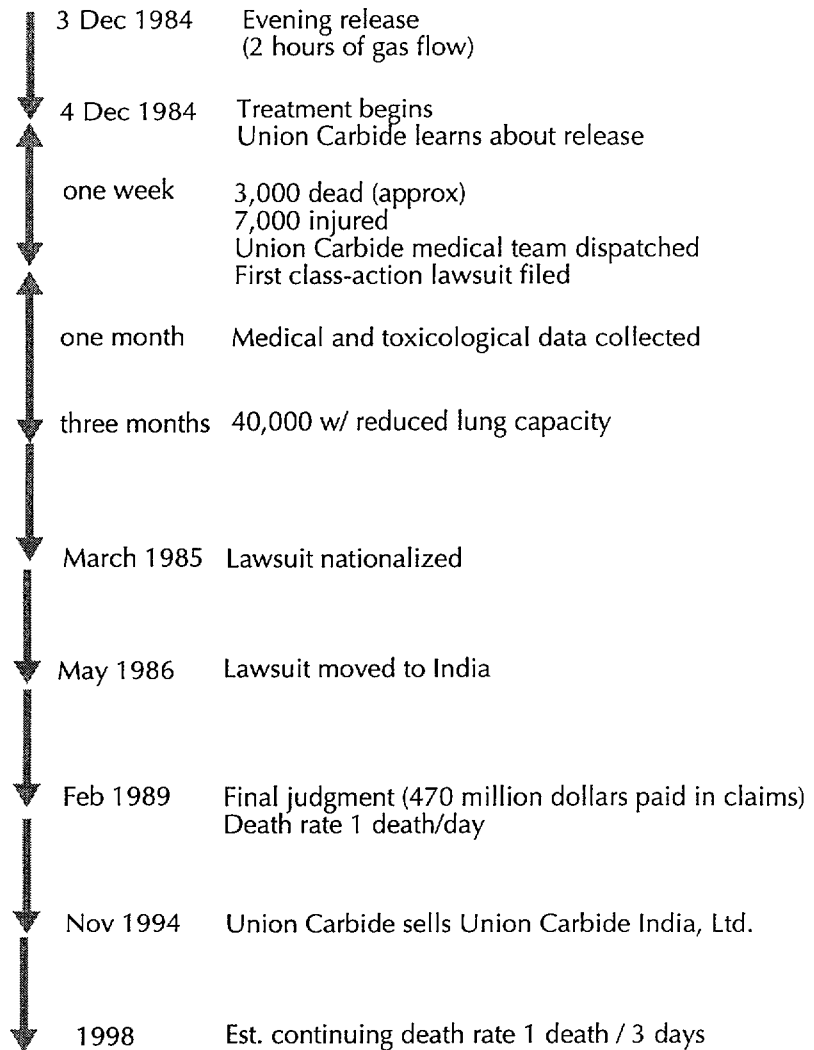 3 Dec 1984 Evening release
(2 hours of gas flow)
4 Dec 1984 Treatment begins
Union Carbide learns about release
one week 3,000 dead (approx)
7,000 injured
Union Carbide medical team dispatched
First class-action lawsuit filed
one month Medical and toxicological data collected
three months 40,000 w/ reduced lung capacity
March 1985 Lawsuit nationalized
May 1986 Lawsuit moved to India
Feb 1989 Final judgment (470 million dollars paid in claims)
Death rate 1 death/day
Nov 1994 Union Carbide sells Union Carbide India, Ltd.
1998 Est. continuing death rate 1 death / 3 days